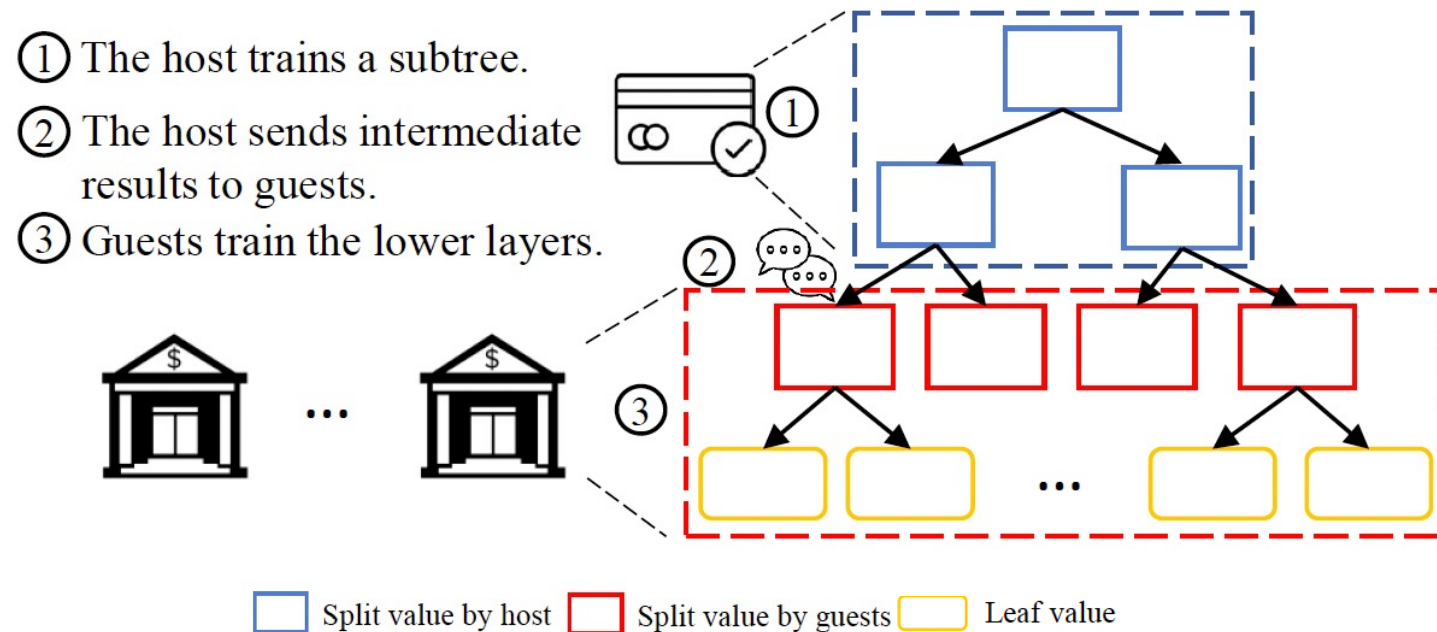 ① The host trains a subtree.
② The host sends intermediate
results to guests.
③ Guests train the lower layers.
①
②
③
$
$
...
...
Split value by host
Split value by guests
Leaf value